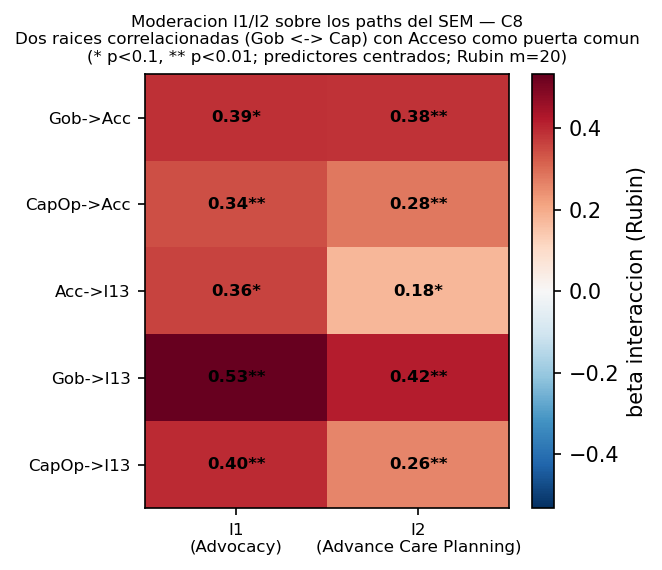 Moderacion I1/I2 sobre los paths del SEM — C8
Dos raices correlacionadas (Gob <-> Cap) con Acceso como puerta comun
(* p<0.1, ** p<0.01; predictores centrados; Rubin m=20)
Gob->Acc 0.39* 0.38**
CapOp->Acc 0.34** 0.28**
Acc->I13 0.36* 0.18*
Gob->I13 0.53** 0.42**
CapOp->I13 0.40** 0.26**
I1 I2
(Advocacy) (Advance Care Planning)
0.4
0.2
0.0
−0.2
−0.4
beta interaccion (Rubin)